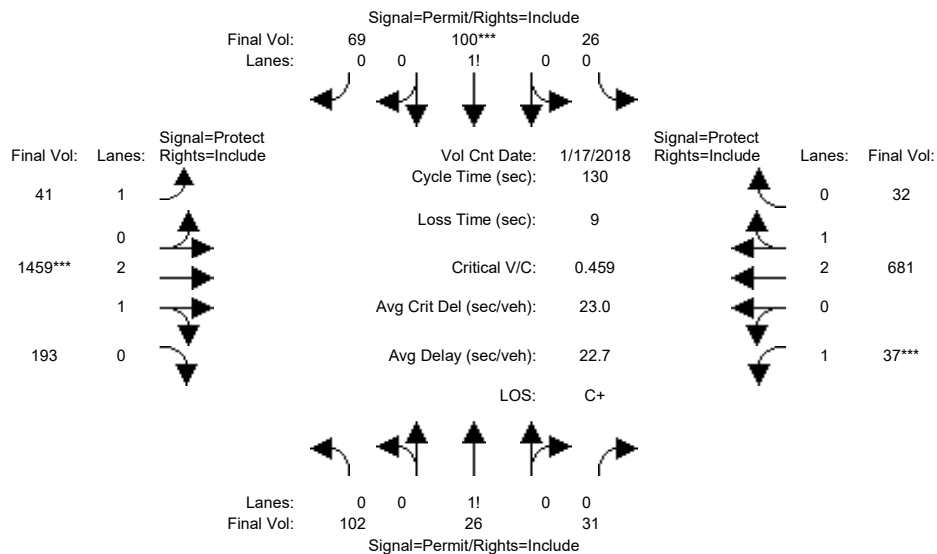 Signal=Permit/Rights=Include
Final Vol: 69 100*** 26
Lanes: 0 0 1! 0 0
Signal=Protect Signal=Protect
Final Vol: Lanes: Rights=Include Vol Cnt Date: 1/17/2018 Rights=Include Lanes: Final Vol:
Cycle Time (sec): 130
41 1 0 32
Loss Time (sec): 9
0 1
1459*** 2 Critical V/C: 0.459 2 681
1 Avg Crit Del (sec/veh): 23.0 0
193 0 Avg Delay (sec/veh): 22.7 1 37***
LOS: C+
Lanes: 0 0 1! 0 0
Final Vol: 102 26 31
Signal=Permit/Rights=Include